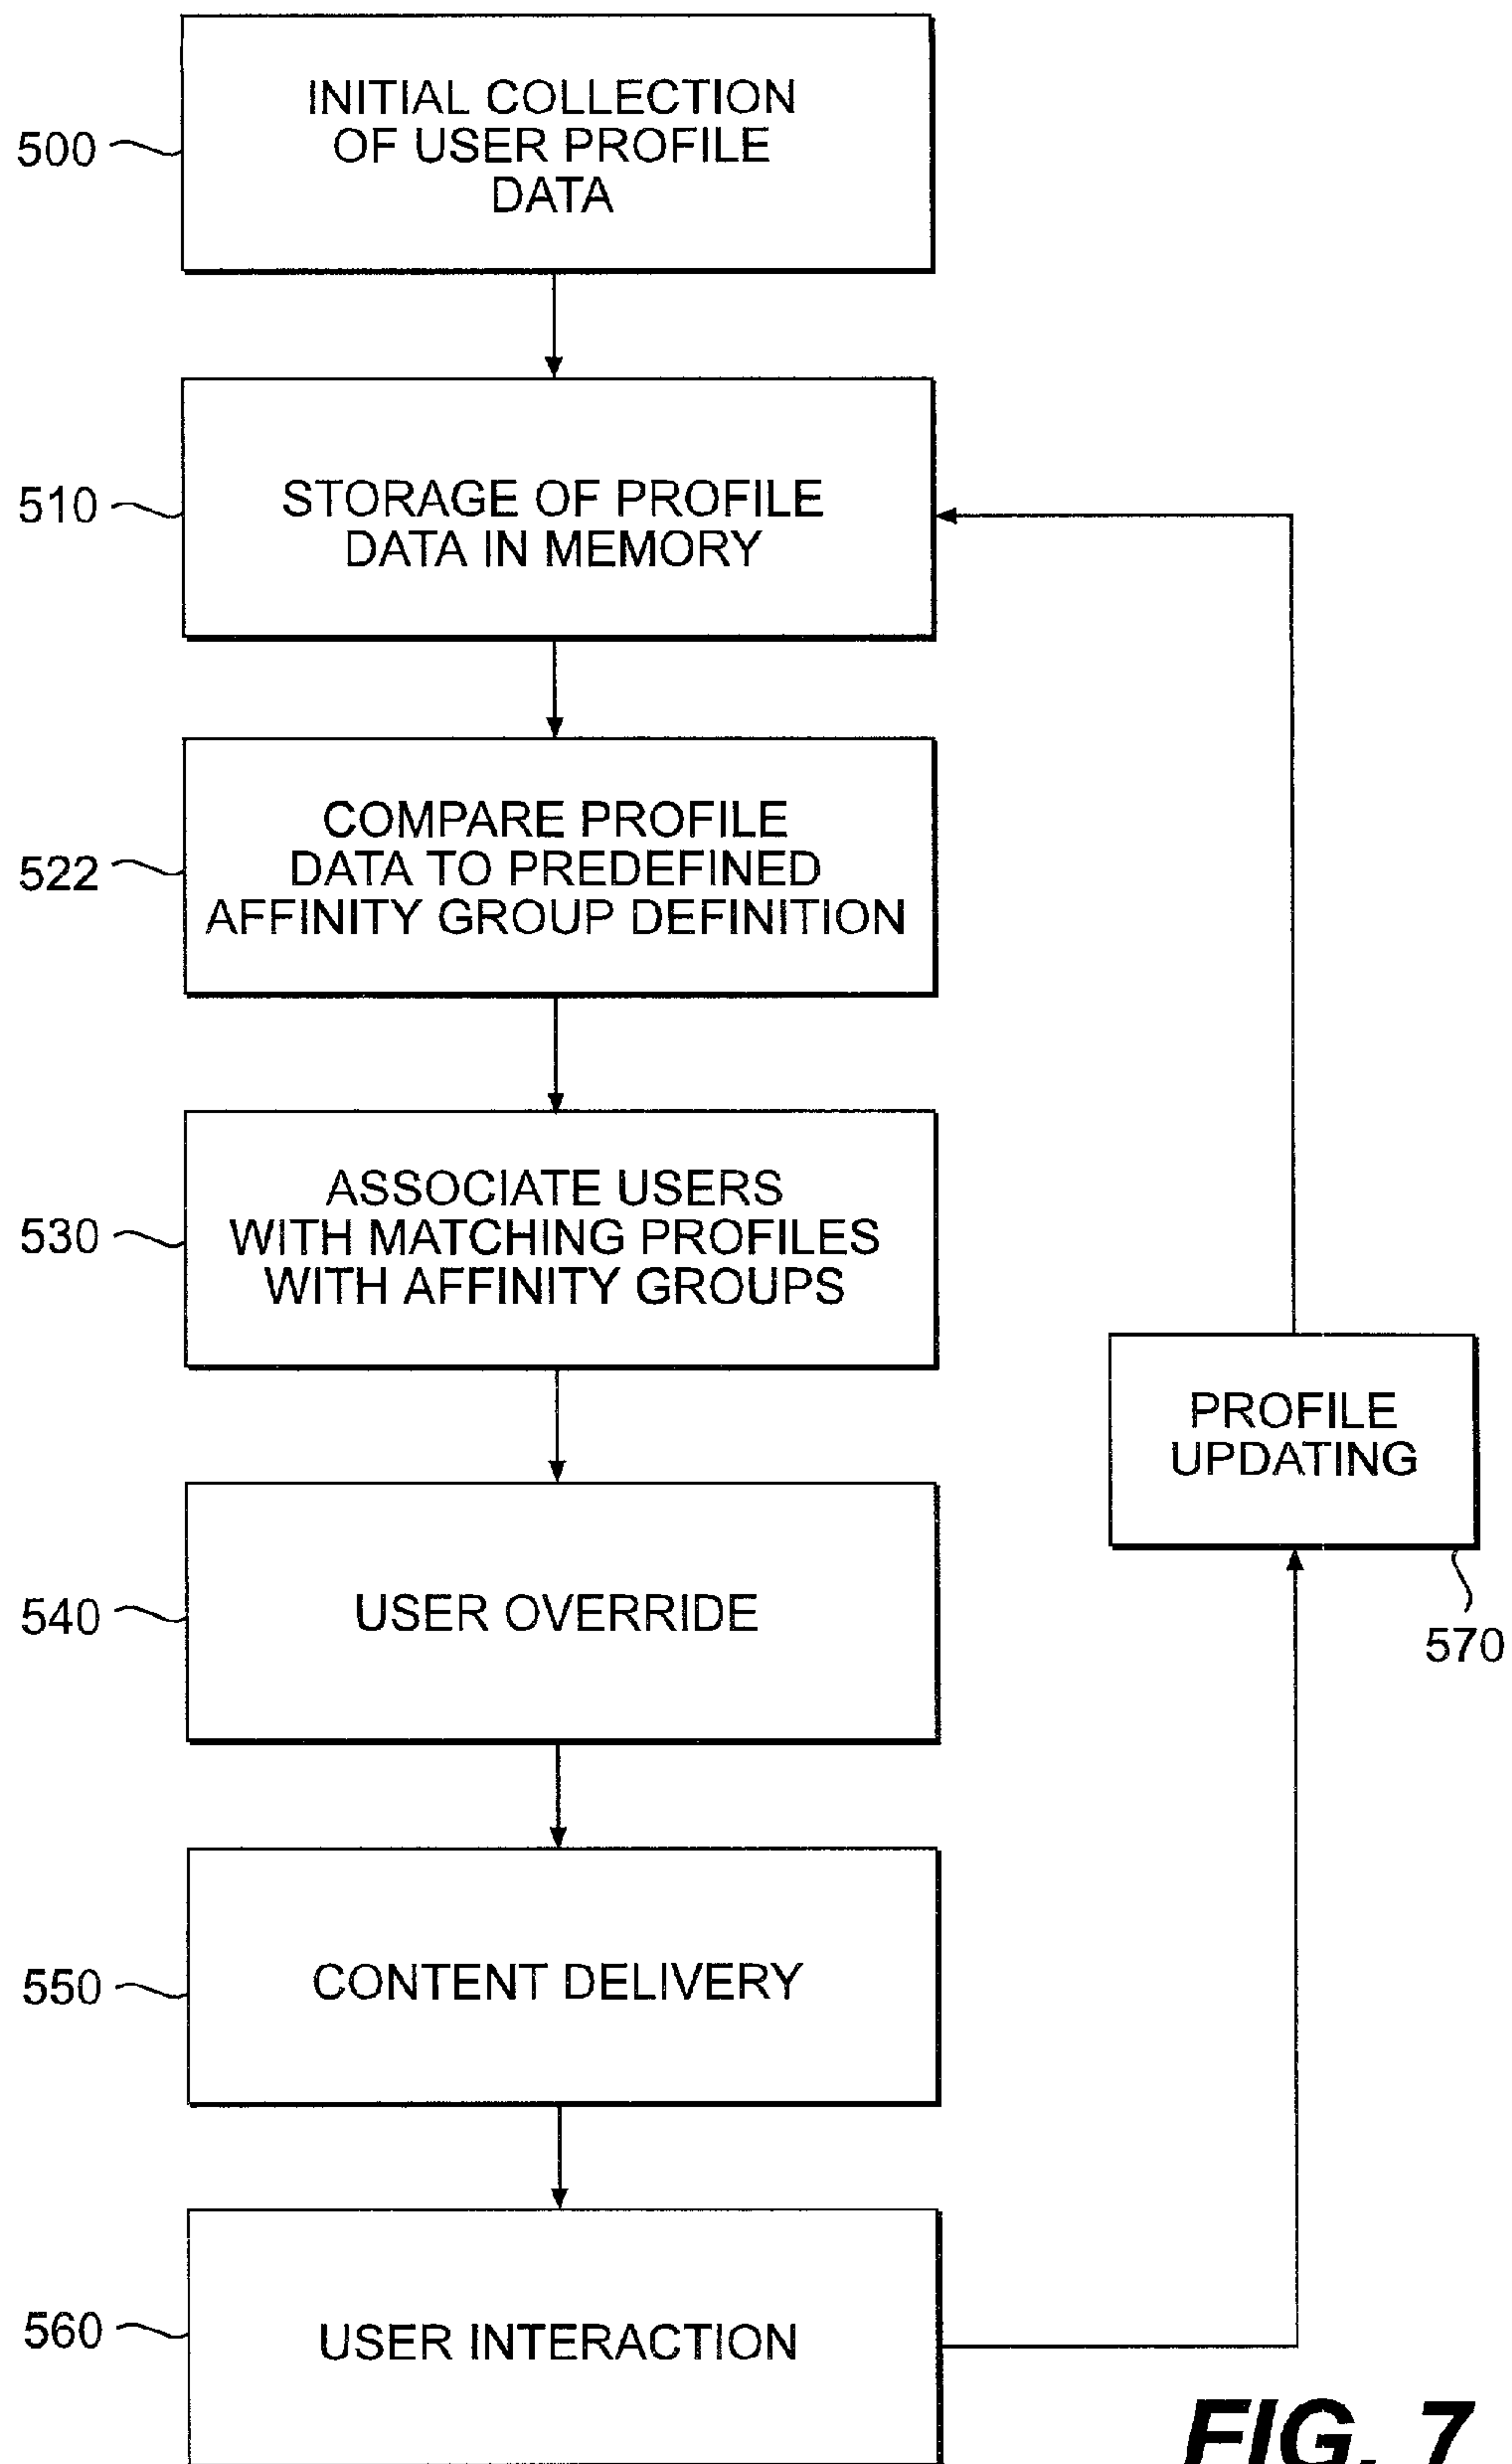 500
INITIAL COLLECTION
OF USER PROFILE
DATA
510
STORAGE OF PROFILE
DATA IN MEMORY
522
COMPARE PROFILE
DATA TO PREDEFINED
AFFINITY GROUP DEFINITION
530
ASSOCIATE USERS
WITH MATCHING PROFILES
WITH AFFINITY GROUPS
PROFILE
UPDATING
570
540
USER OVERRIDE
550
CONTENT DELIVERY
560
USER INTERACTION
FIG. 7